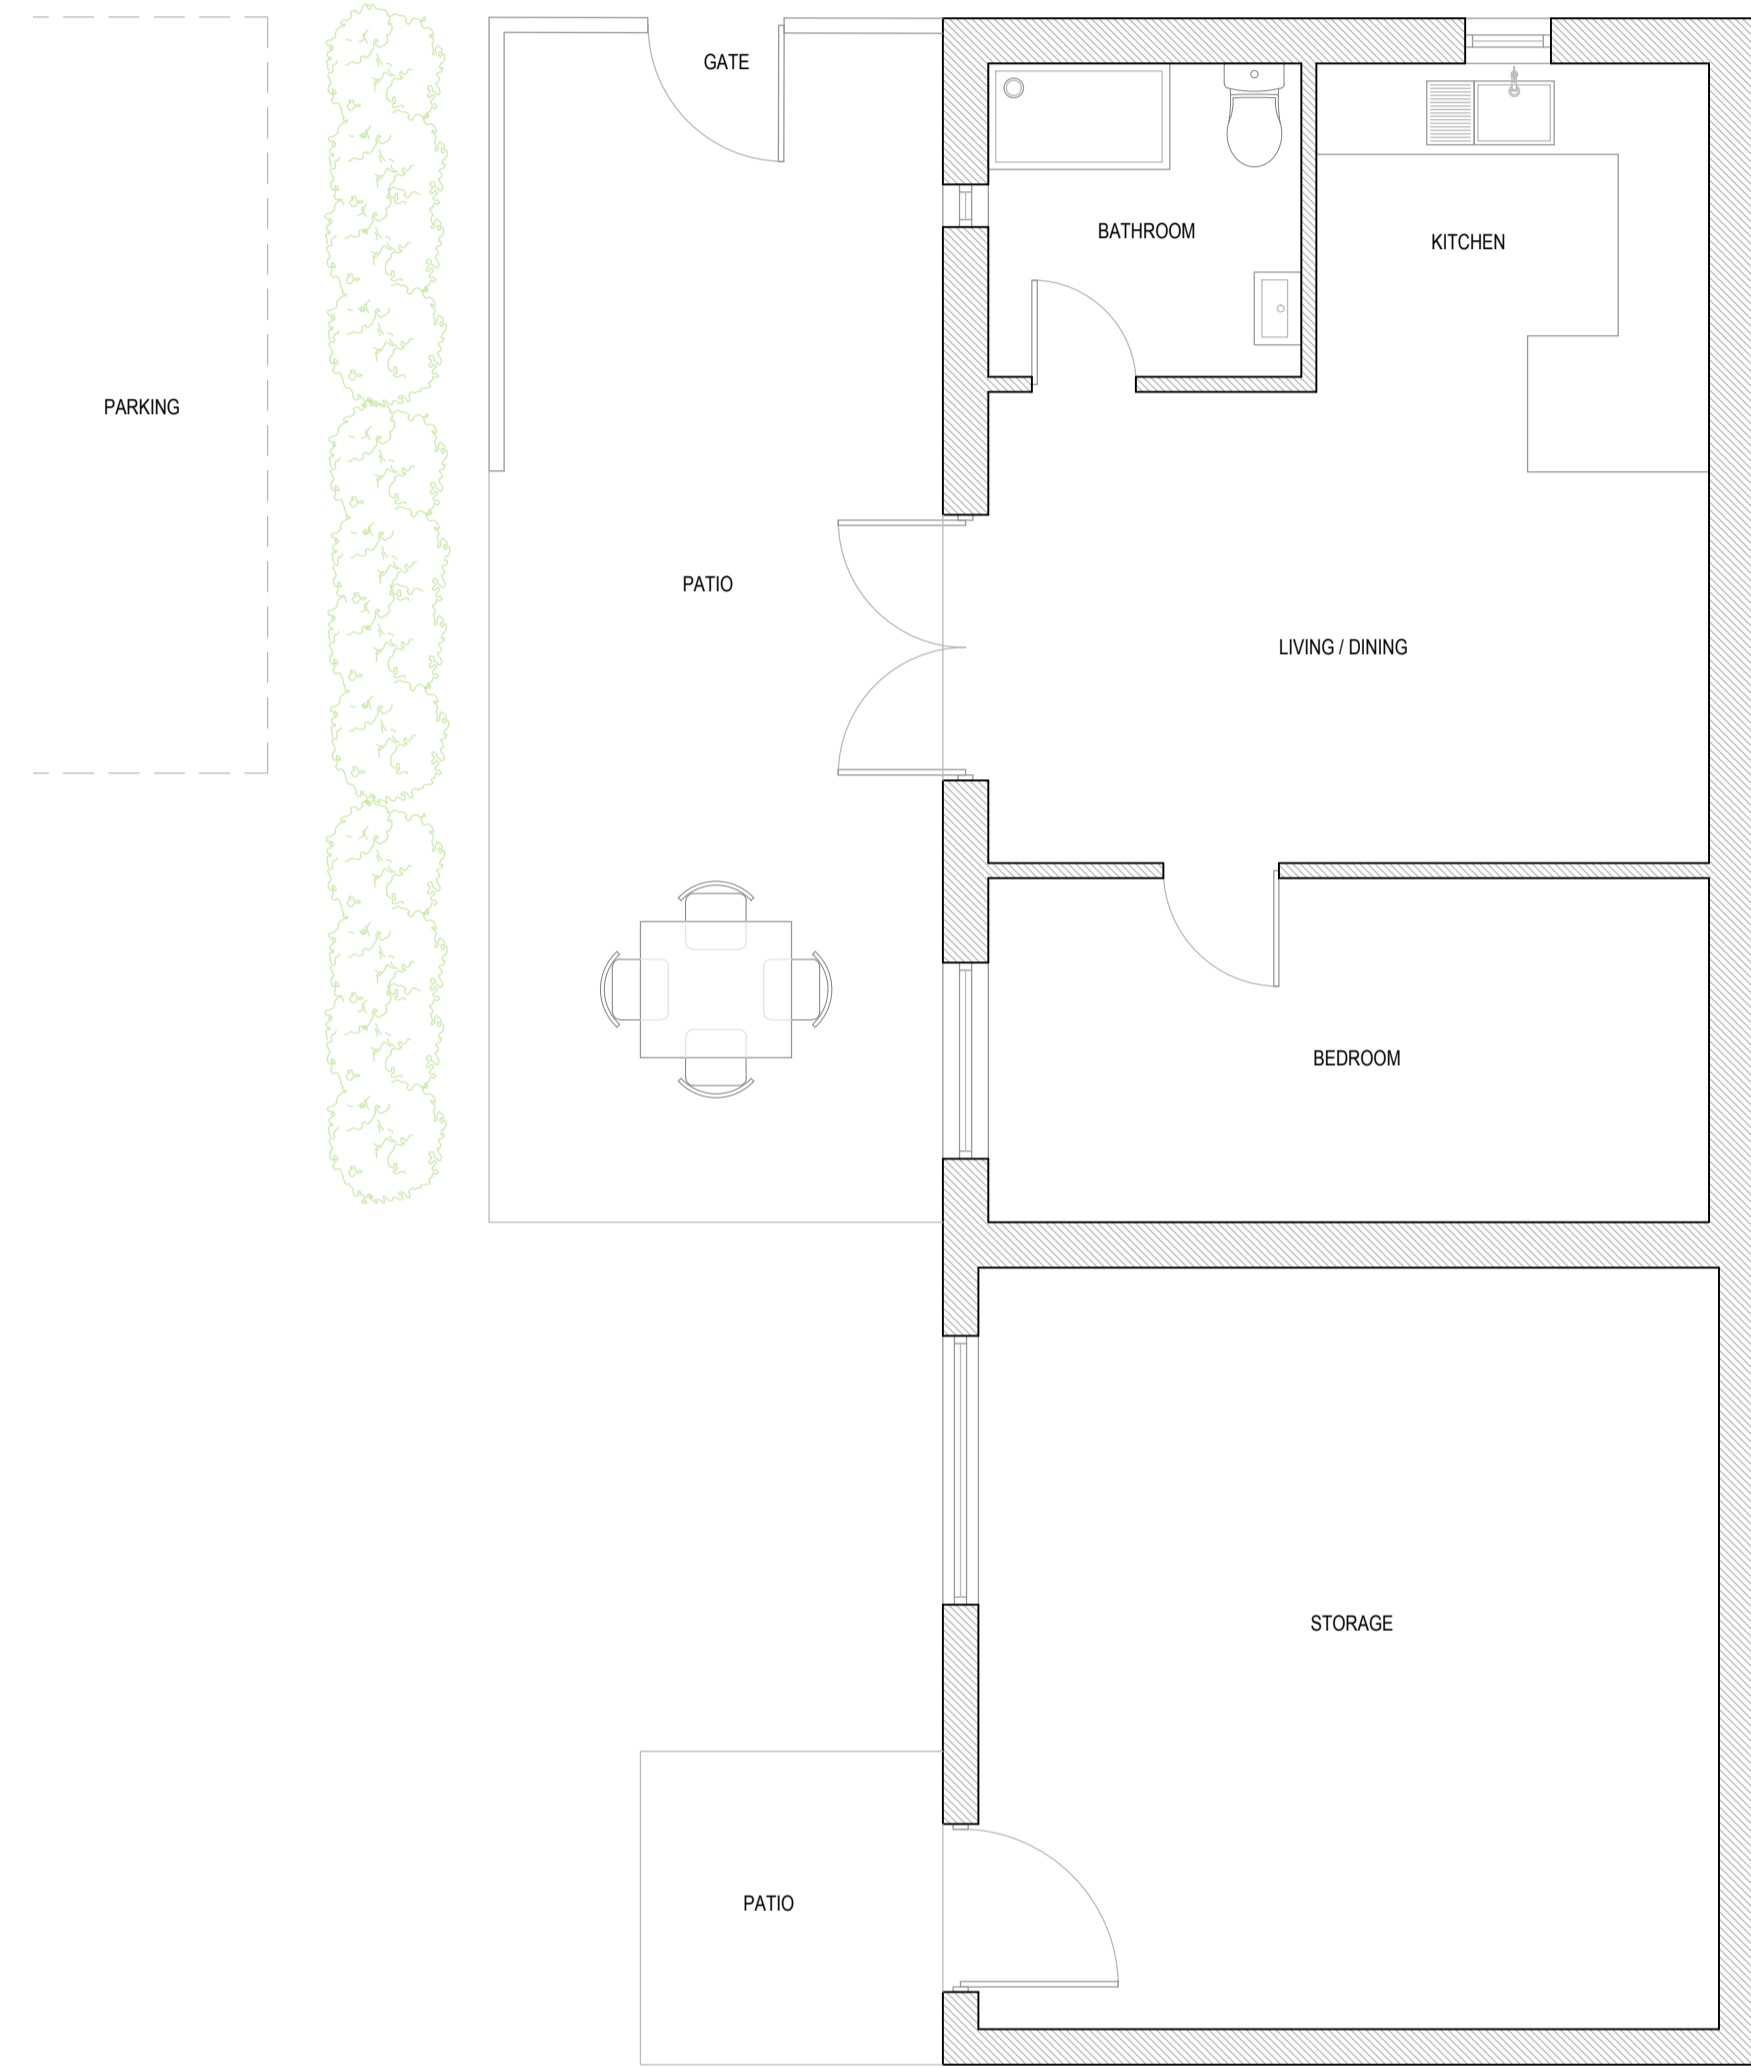 GATE
BATHROOM
KITCHEN
PARKING
PATIO
LIVING / DINING
BEDROOM
STORAGE
PATIO